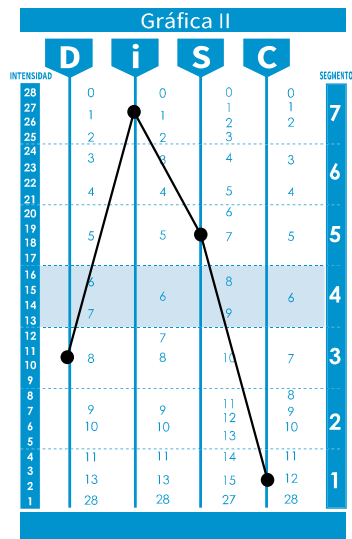 Gráfica II
D i S C
INTENSIDAD SEGMENTO
28 0 0 0 0
27 1 1 1 1 7
26 2 2
25 2 2 3
24 3 3 4 3
23 6
22 4 4 5 4
21
20 6
19 5 5 7 5 5
18
17
16 6 8
15 6 6 4
14 7 9
13
12 7
11 8 8 10 7 3
10
9
8 11 8
7 9 9 12 9
6 10 10 10 2
5 13
4 11 11 14 11
3 13 13 15 12 1
2
1 28 28 27 28